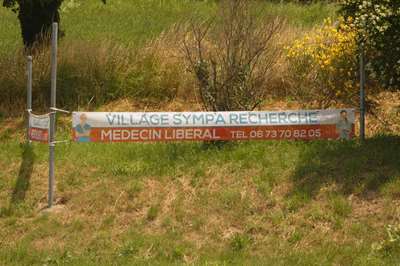 VILLAGE SYMPA RECHERCHE
MEDECIN LIBERAL TEL 06 73 70 82 05